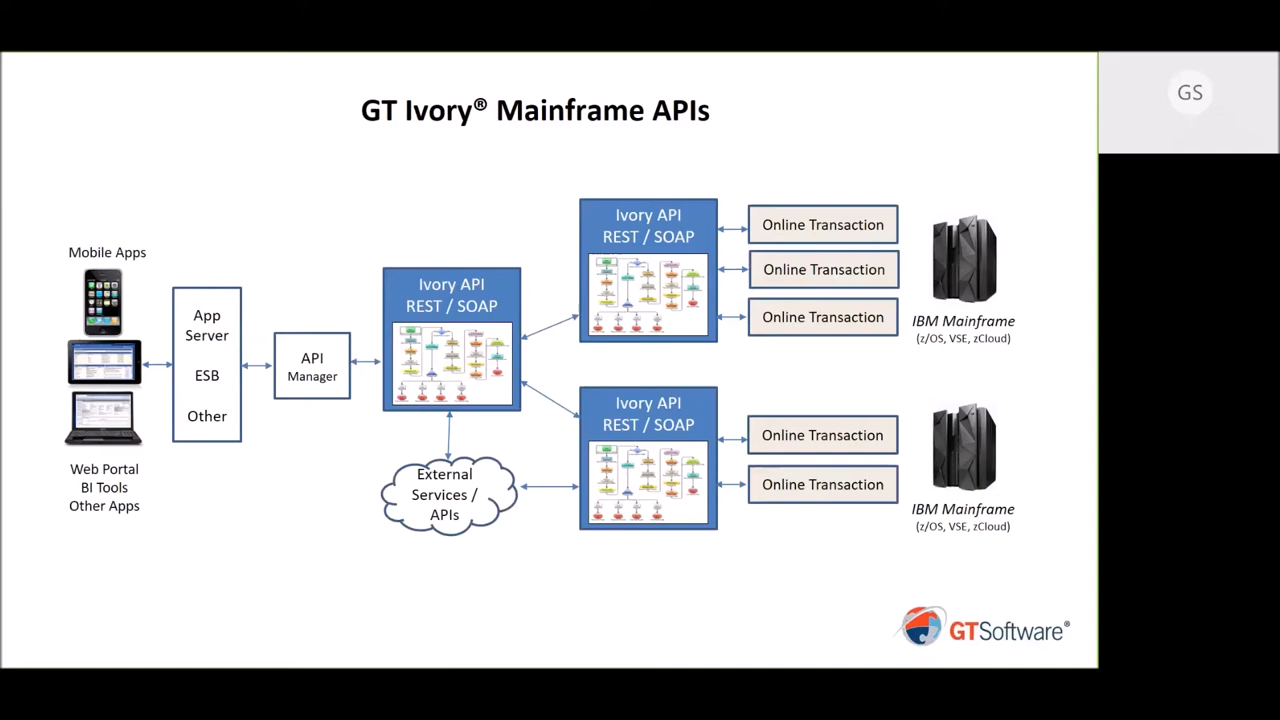 GT Ivory® Mainframe APIs
GS
Mobile Apps
Web Portal
BI Tools
Other Apps
App
Server
ESB
Other
API
Manager
Ivory API
REST / SOAP
External
Services /
APIs
Ivory API
REST / SOAP
Online Transaction
Online Transaction
Online Transaction
IBM Mainframe
(z/OS, VSE, zCloud)
Ivory API
REST / SOAP
Online Transaction
Online Transaction
IBM Mainframe
(z/OS, VSE, zCloud)
GTSoftware®